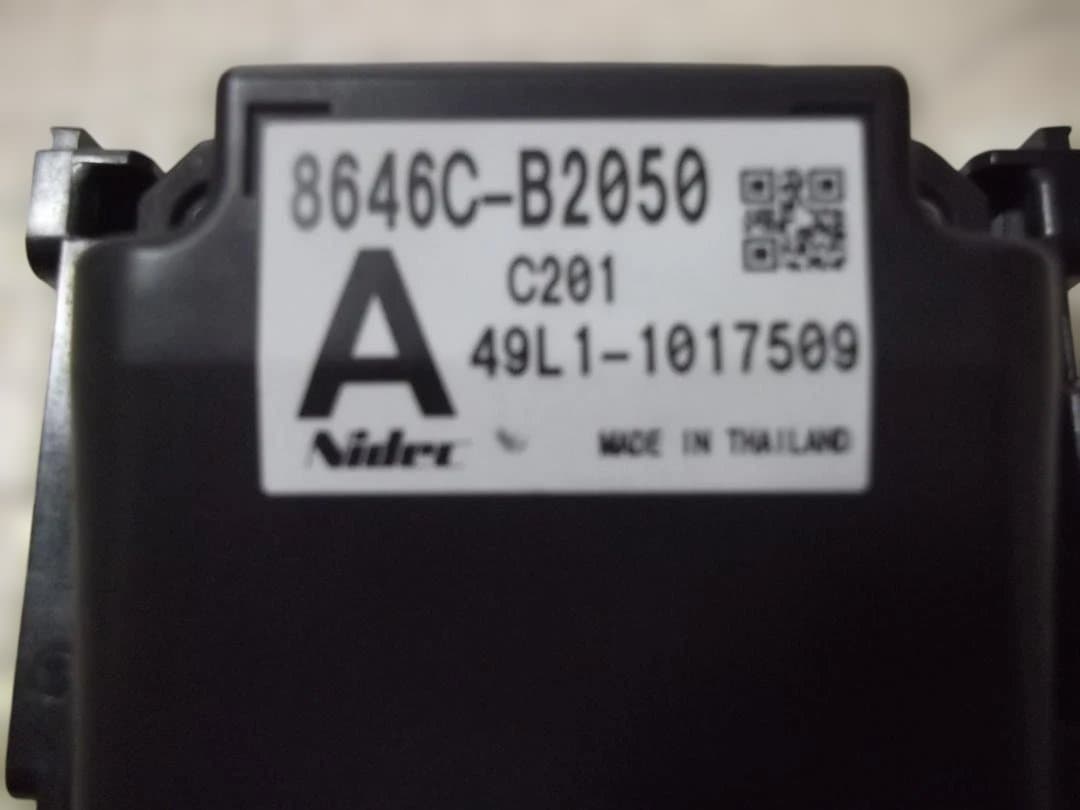 8646C-B2050
C201
A
49L1-1017509
Nidec
MADE IN THAILAND